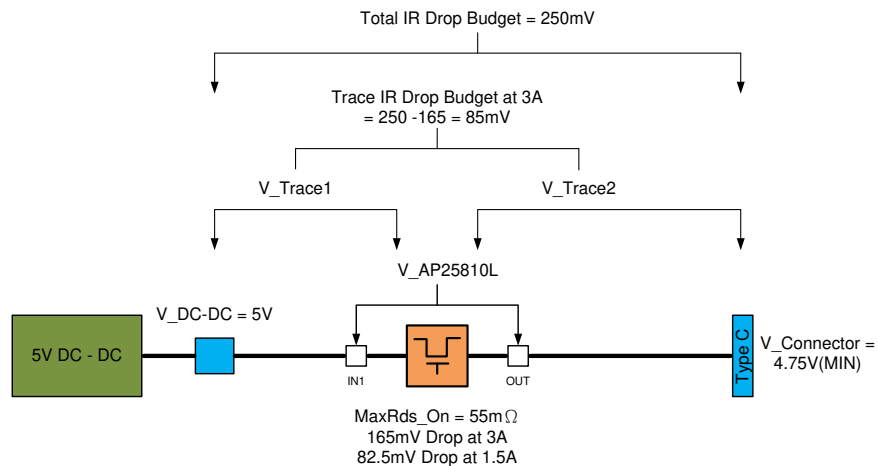 Total IR Drop Budget = 250mV
Trace IR Drop Budget at 3A
= 250 -165 = 85mV
V_Trace1
V_Trace2
V_AP25810L
V_DC-DC = 5V
5V DC - DC
IN1
OUT
Type C
V_Connector =
4.75V(MIN)
MaxRds_On = 55mΩ
165mV Drop at 3A
82.5mV Drop at 1.5A